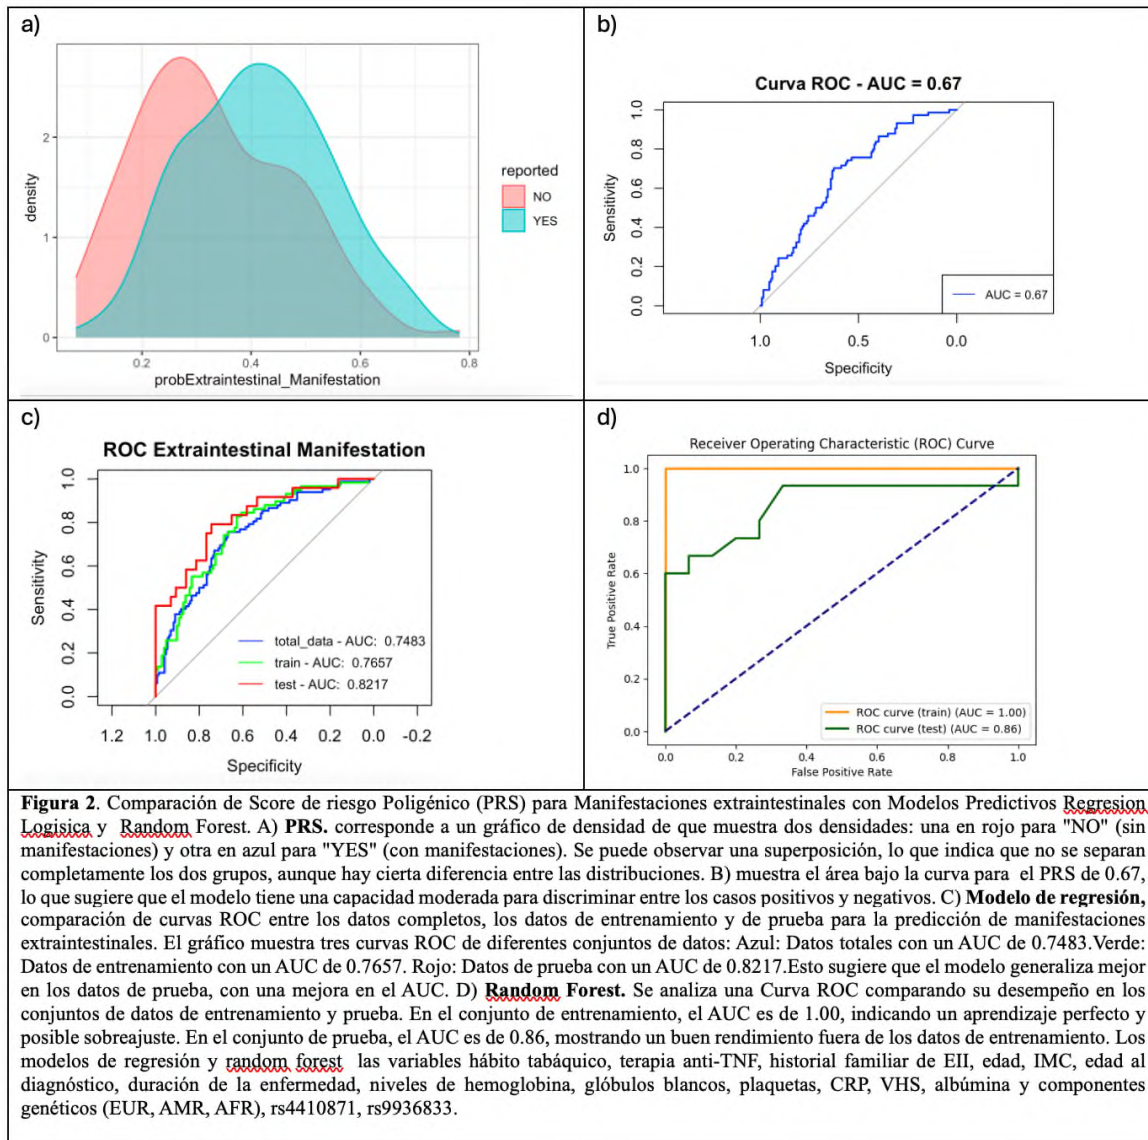 a)
2
1
0
density
0.2 0.4 0.6 0.8
probExtraintestinal_Manifestation
reported
NO
YES
b)
Curva ROC - AUC = 0.67
1.0
0.8
0.6
0.4
0.2
0.0
Sensitivity
AUC = 0.67
1.0 0.5 0.0
Specificity
c)
ROC Extraintestinal Manifestation
1.0
0.8
0.6
0.4
0.2
0.0
Sensitivity
total_data - AUC: 0.7483
train - AUC: 0.7657
test - AUC: 0.8217
1.2 1.0 0.8 0.6 0.4 0.2 0.0 -0.2
Specificity
d)
Receiver Operating Characteristic (ROC) Curve
1.0
0.8
0.6
0.4
0.2
0.0
True Positive Rate
ROC curve (train) (AUC = 1.00)
ROC curve (test) (AUC = 0.86)
0.0 0.2 0.4 0.6 0.8 1.0
False Positive Rate
Figura 2. Comparación de Score de riesgo Poligénico (PRS) para Manifestaciones extraintestinales con Modelos Predictivos Regresion
Logisica y Random Forest. A) PRS. corresponde a un gráfico de densidad de que muestra dos densidades: una en rojo para "NO" (sin
manifestaciones) y otra en azul para "YES" (con manifestaciones). Se puede observar una superposición, lo que indica que no se separan
completamente los dos grupos, aunque hay cierta diferencia entre las distribuciones. B) muestra el área bajo la curva para el PRS de 0.67,
lo que sugiere que el modelo tiene una capacidad moderada para discriminar entre los casos positivos y negativos. C) Modelo de regresión,
comparación de curvas ROC entre los datos completos, los datos de entrenamiento y de prueba para la predicción de manifestaciones
extraintestinales. El gráfico muestra tres curvas ROC de diferentes conjuntos de datos: Azul: Datos totales con un AUC de 0.7483.Verde:
Datos de entrenamiento con un AUC de 0.7657. Rojo: Datos de prueba con un AUC de 0.8217.Esto sugiere que el modelo generaliza mejor
en los datos de prueba, con una mejora en el AUC. D) Random Forest. Se analiza una Curva ROC comparando su desempeño en los
conjuntos de datos de entrenamiento y prueba. En el conjunto de entrenamiento, el AUC es de 1.00, indicando un aprendizaje perfecto y
posible sobreajuste. En el conjunto de prueba, el AUC es de 0.86, mostrando un buen rendimiento fuera de los datos de entrenamiento. Los
modelos de regresión y random forest las variables hábito tabáquico, terapia anti-TNF, historial familiar de EII, edad, IMC, edad al
diagnóstico, duración de la enfermedad, niveles de hemoglobina, glóbulos blancos, plaquetas, CRP, VHS, albúmina y componentes
genéticos (EUR, AMR, AFR), rs4410871, rs9936833.